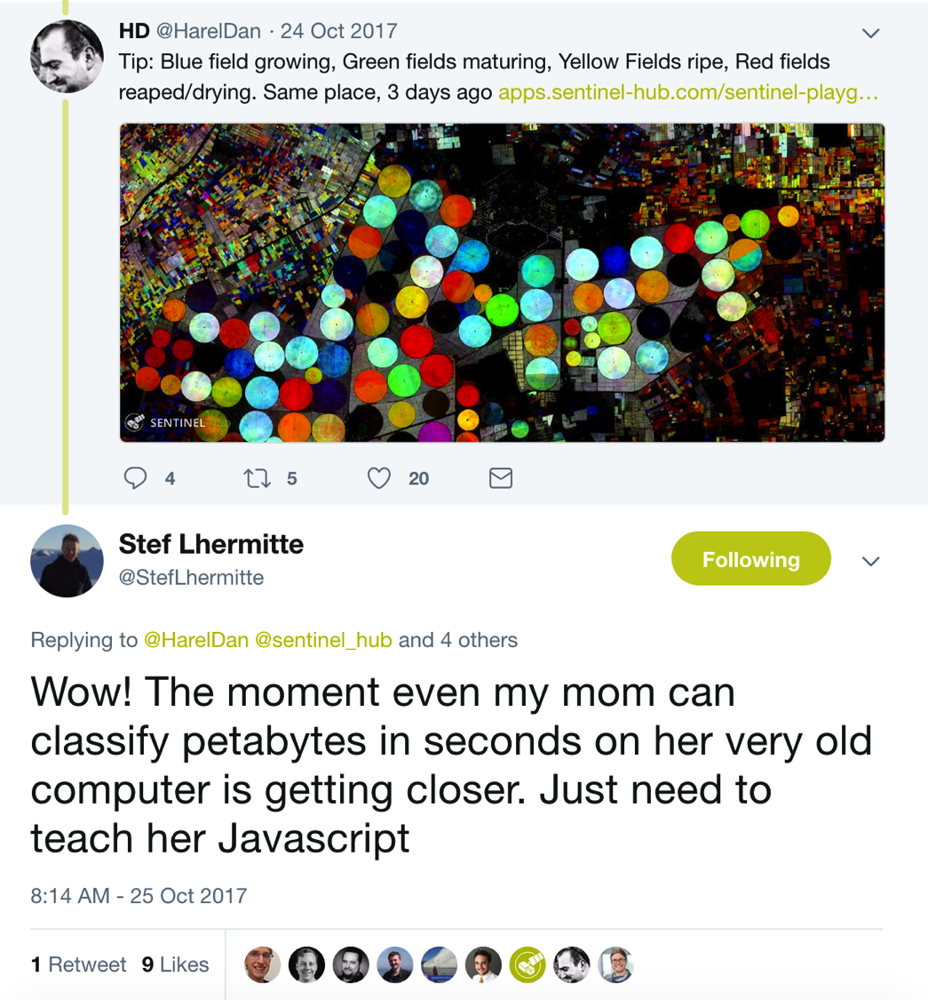 HD @HarelDan · 24 Oct 2017
Tip: Blue field growing, Green fields maturing, Yellow Fields ripe, Red fields
reaped/drying. Same place, 3 days ago apps.sentinel-hub.com/sentinel-playg…
SENTINEL Hub
4 5 20
Stef Lhermitte
@StefLhermitte
Following
Replying to @HarelDan @sentinel_hub and 4 others
Wow! The moment even my mom can
classify petabytes in seconds on her very old
computer is getting closer. Just need to
teach her Javascript
8:14 AM - 25 Oct 2017
1 Retweet 9 Likes